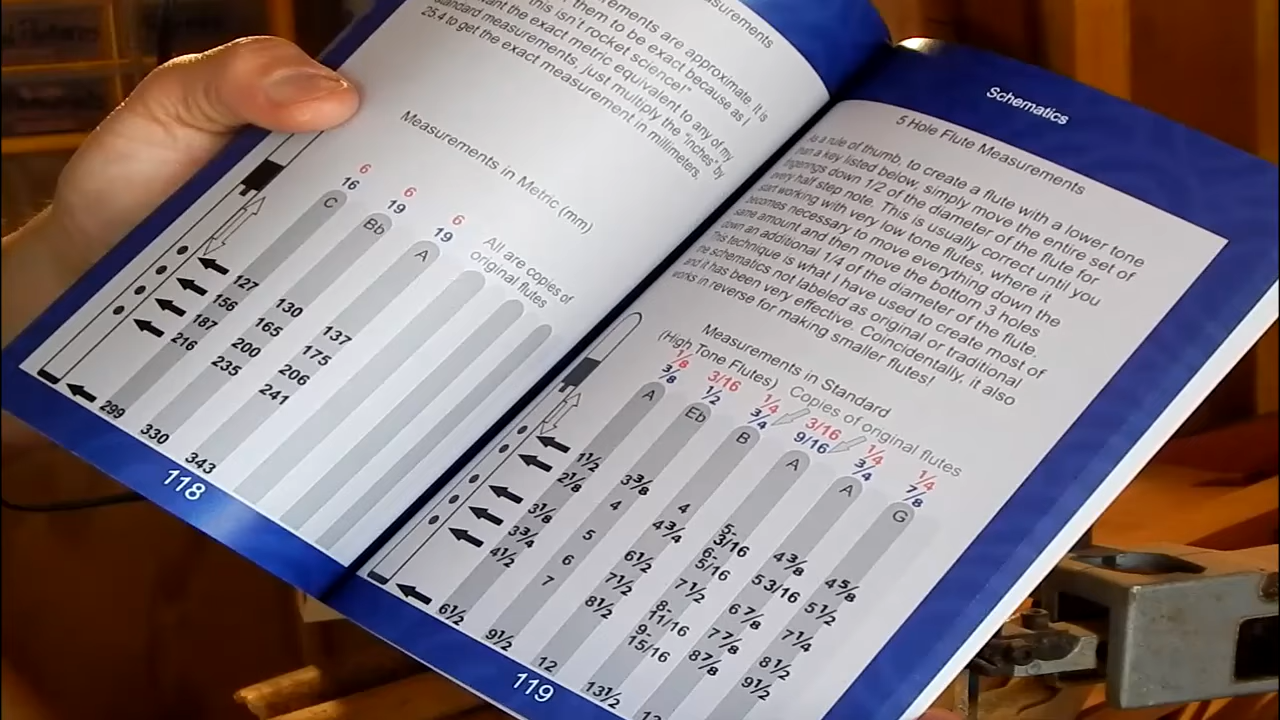 surements
ements are approximate. It is
them to be exact because as I
this isn't rocket science!"
ant the exact metric equivalent to any of my
standard measurements, just multiply the "inches" by
25.4 to get the exact measurement in millimeters.
Measurements in Metric (mm)
6 6 6
16 19 19
C Bb A
All are copies of
original flutes
127 130 137
156 165 175
187 200 206
216 235 241
299 330 343
118
Schematics
5 Hole Flute Measurements
As a rule of thumb, to create a flute with a lower tone
than a key listed below, simply move the entire set of
fingerings down 1/2 of the diameter of the flute for
every half step note. This is usually correct until you
start working with very low tone flutes, where it
becomes necessary to move everything down the
same amount and then move the bottom 3 holes
down an additional 1/4 of the diameter of the flute.
This technique is what I have used to create most of
the schematics not labeled as original or traditional
and it has been very effective. Coincidentally, it also
works in reverse for making smaller flutes!
Measurements in Standard
(High Tone Flutes) Copies of original flutes
1/8 3/16 1/4 3/16 1/4 1/4
3/8 1/2 3/4 9/16 3/4 7/8
A Eb B A A G
1½ 3⅜ 4 5-3/16 4⅜ 4⅝
2⅛ 4 4¾ 6-5/16 53/16 5½
3⅛ 5 6½ 7½ 6⅞ 7¼
3¾ 6 7½ 8-11/16 7⅞ 8½
4½ 7 8½ 9-15/16 8⅞ 9½
6½ 9½ 12 13½
119